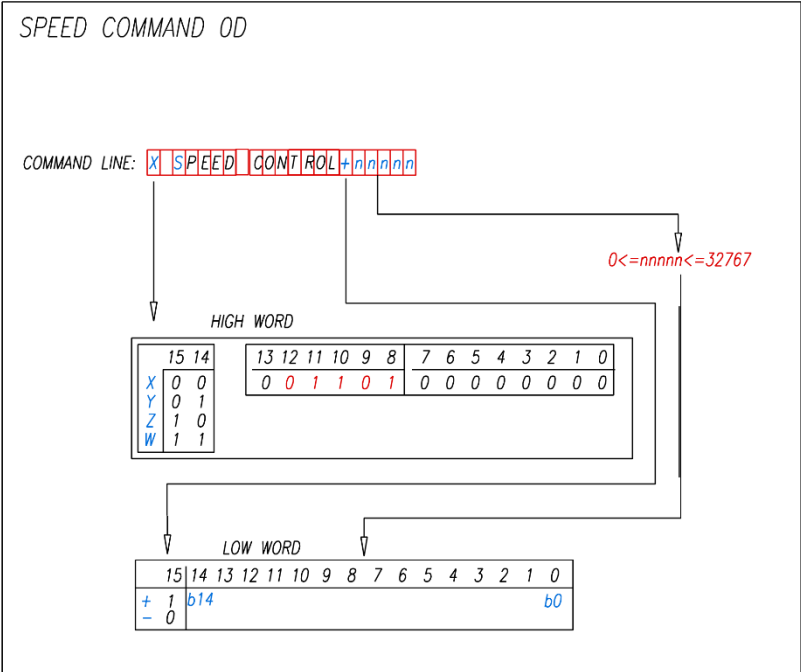 SPEED COMMAND 0D
COMMAND LINE: X SPEED CONTROL+nnnnn
0<=nnnnn<=32767
HIGH WORD
15 14 13 12 11 10 9 8 7 6 5 4 3 2 1 0
X 0 0 0 0 1 1 0 1 0 0 0 0 0 0 0 0
Y 0 1
Z 1 0
W 1 1
LOW WORD
15 14 13 12 11 10 9 8 7 6 5 4 3 2 1 0
+ 1 b14 b0
- 0